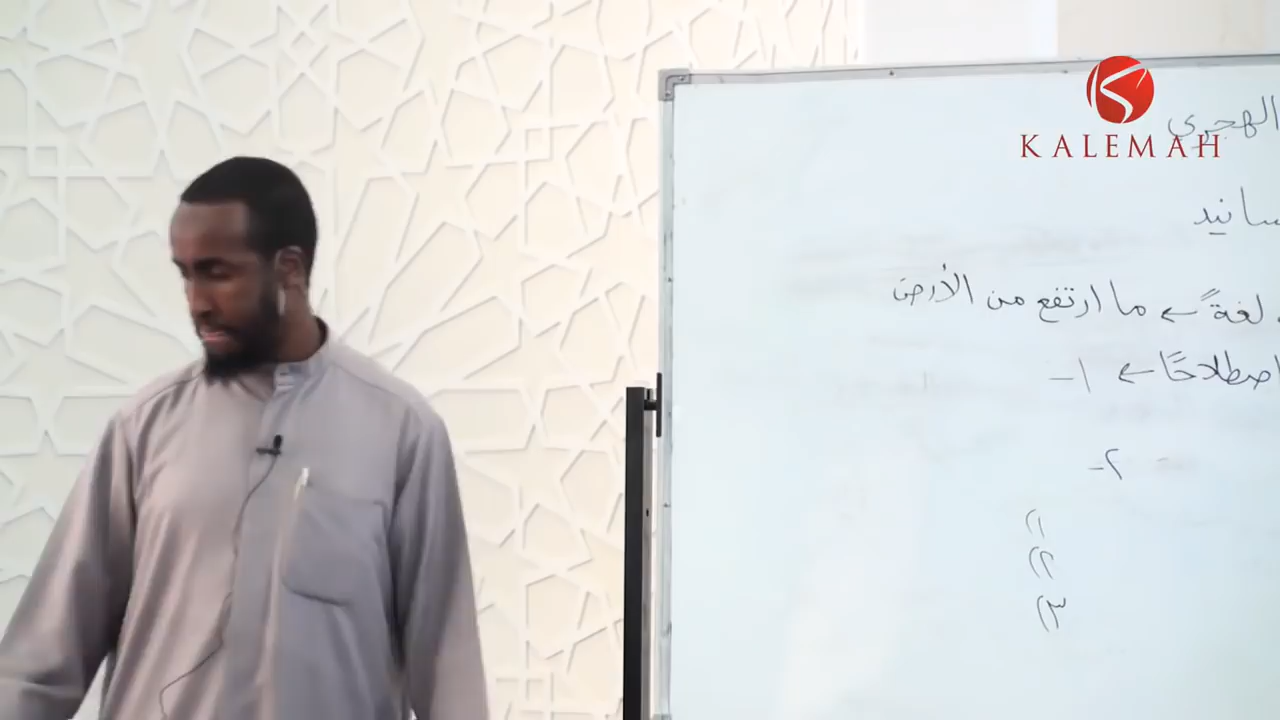 KALEMAH
الهجري
سانيد
لغةً ← ما ارتفع من الأرض
اصطلاحًا ← ١-
٢-
١)
٢)
٣)